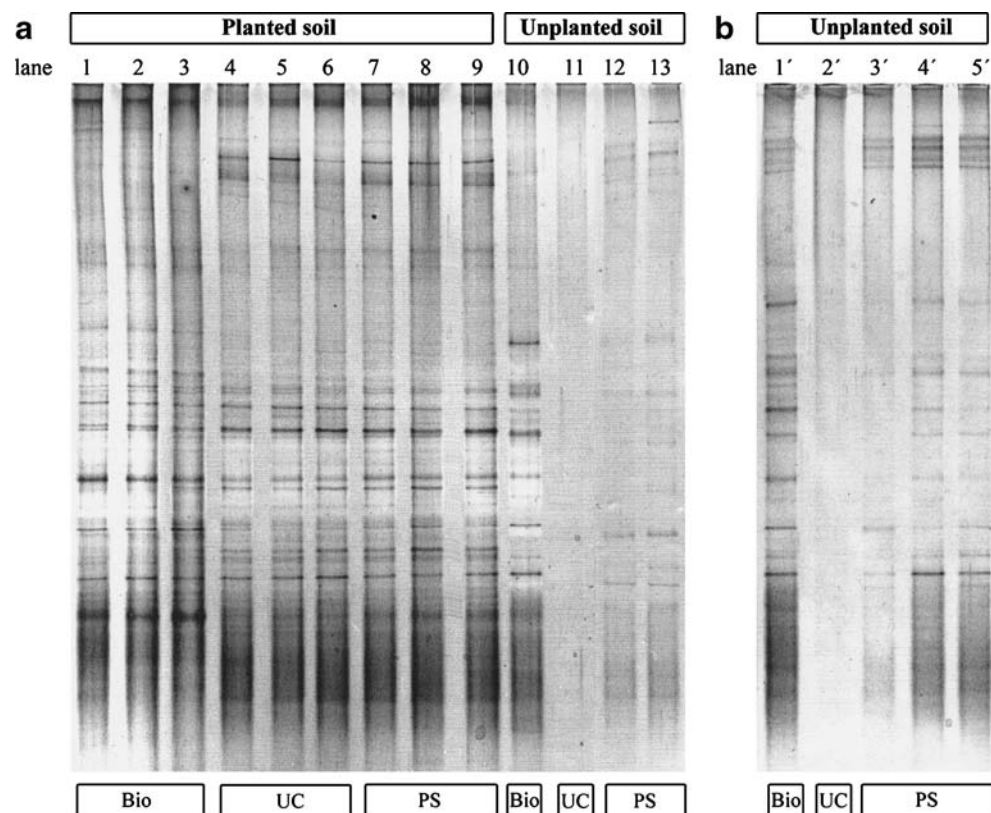 a Planted soil Unplanted soil b Unplanted soil
lane 1 2 3 4 5 6 7 8 9 10 11 12 13 lane 1´ 2´ 3´ 4´ 5´
Bio UC PS Bio UC PS Bio UC PS